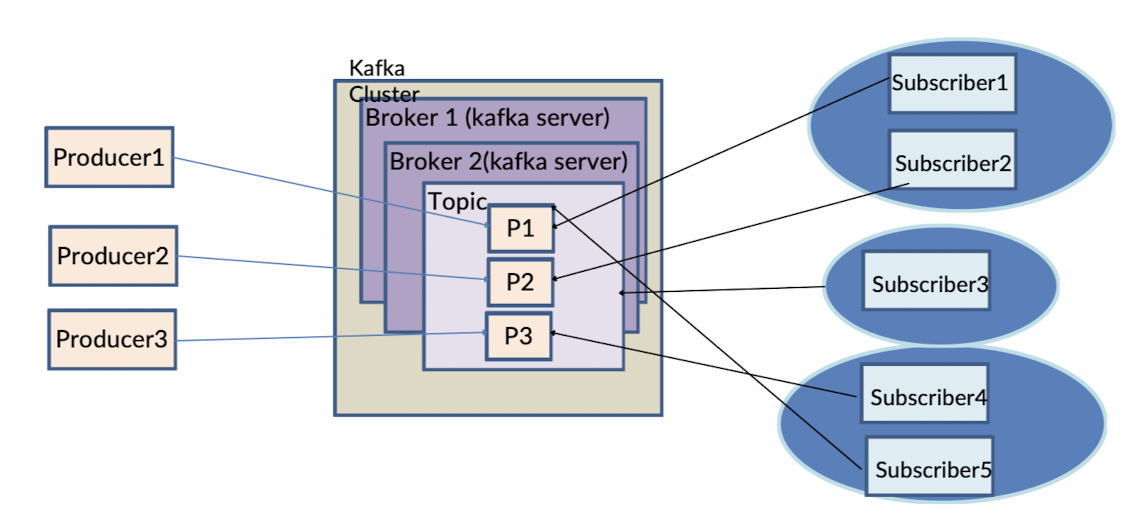 Kafka
Cluster
Broker 1 (kafka server)
Broker 2(kafka server)
Topic
Producer1
Producer2
Producer3
P1
P2
P3
Subscriber1
Subscriber2
Subscriber3
Subscriber4
Subscriber5